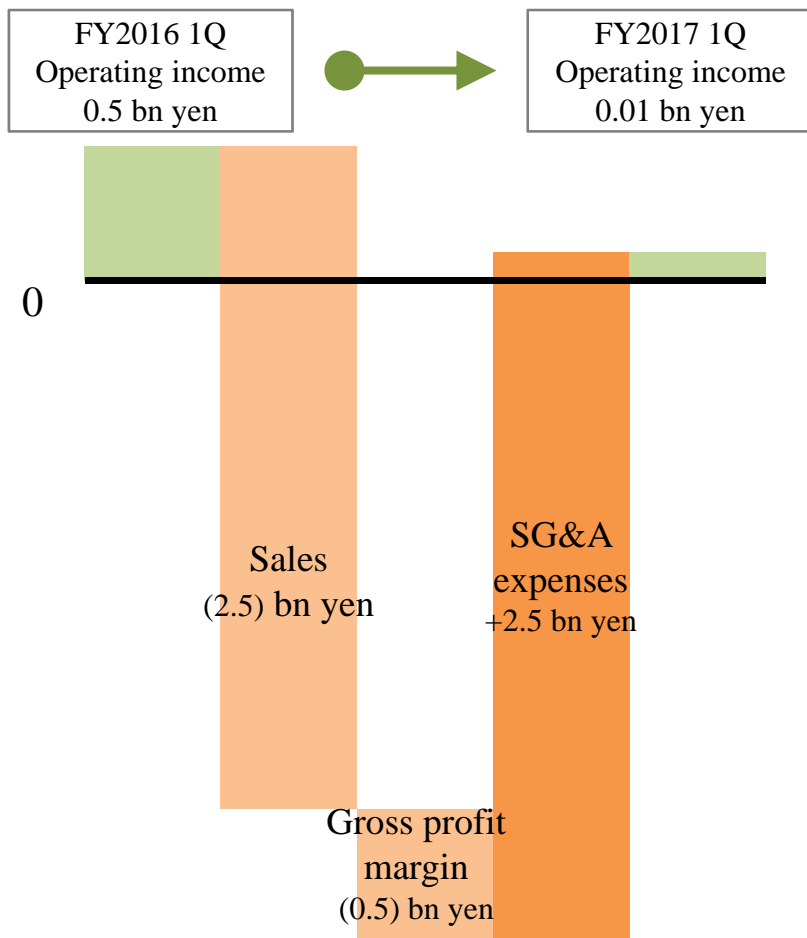 FY2016 1Q
Operating income
0.5 bn yen
FY2017 1Q
Operating income
0.01 bn yen
0
Sales
(2.5) bn yen
SG&A
expenses
+2.5 bn yen
Gross profit
margin
(0.5) bn yen